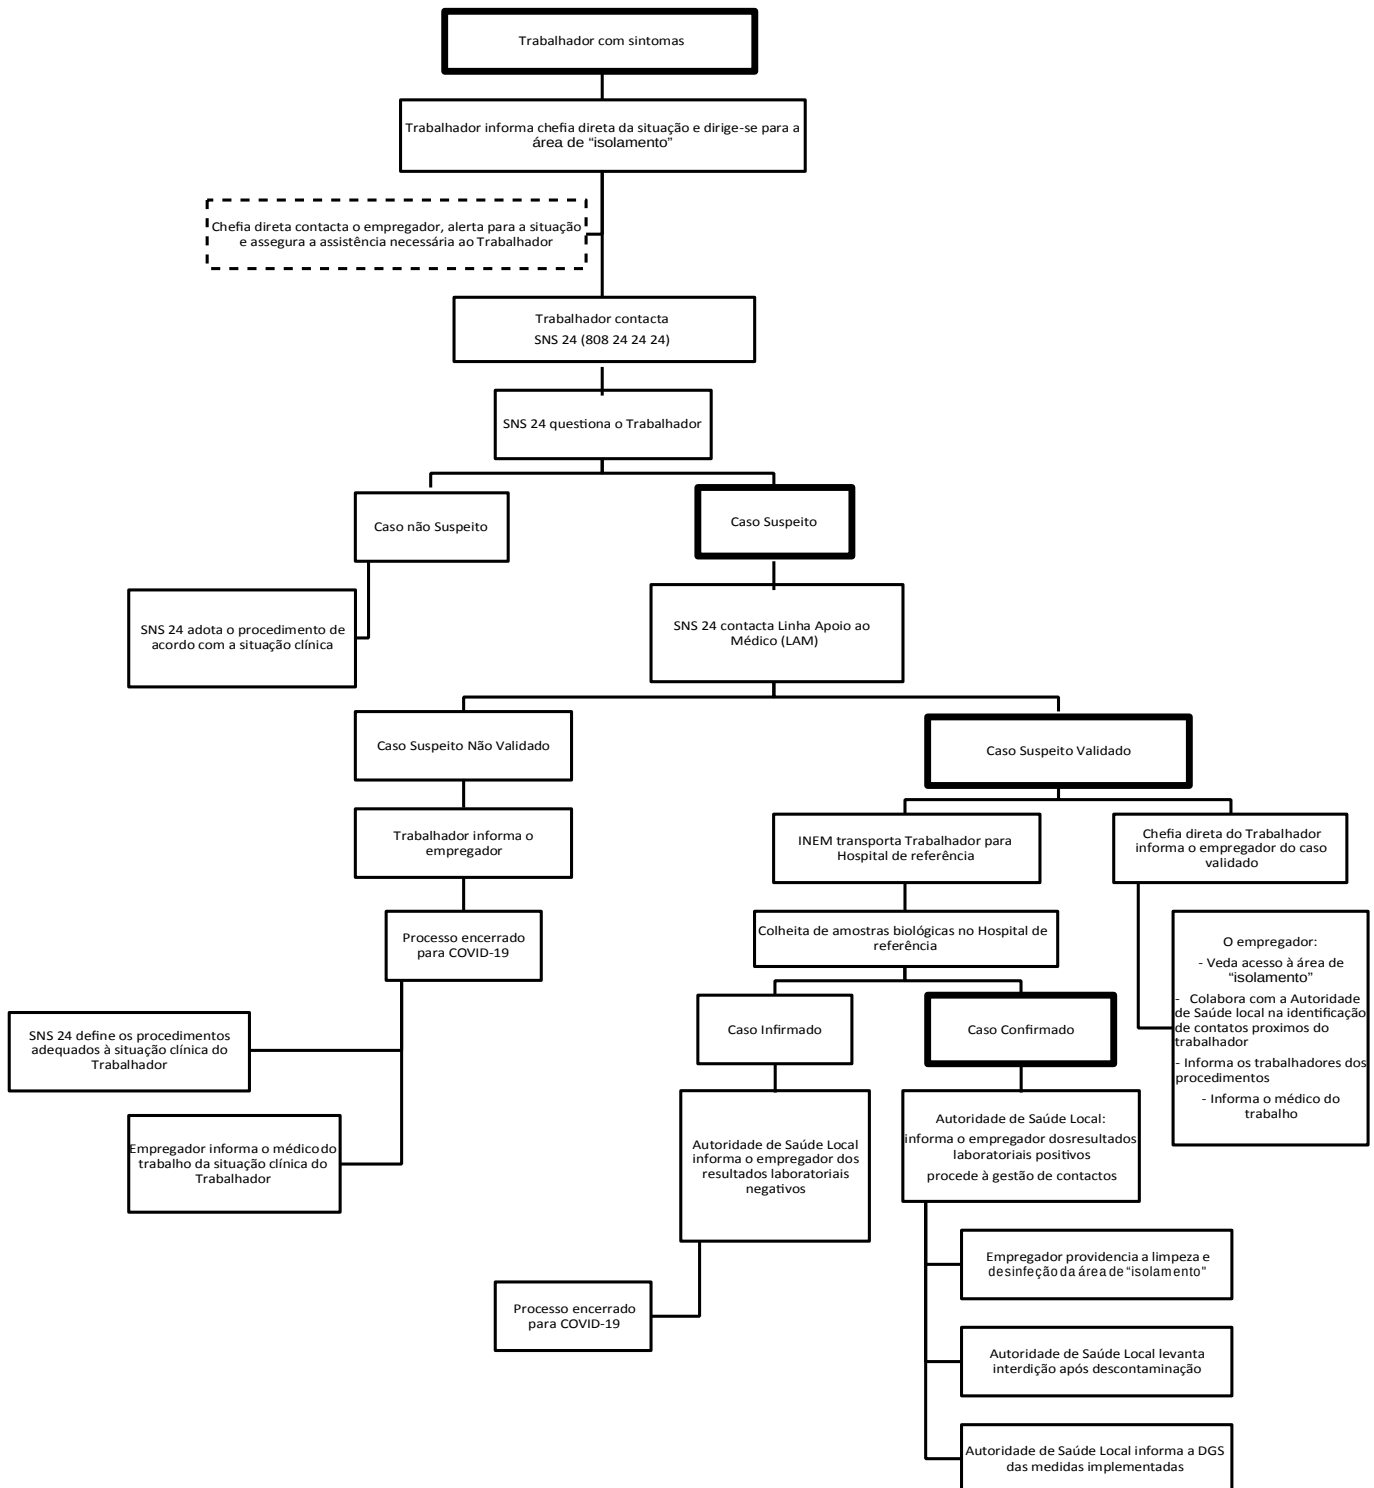 Trabalhador com sintomas
Trabalhador informa chefia direta da situação e dirige-se para a
área de “isolamento”
Chefia direta contacta o empregador, alerta para a situação
e assegura a assistência necessária ao Trabalhador
Trabalhador contacta
SNS 24 (808 24 24 24)
SNS 24 questiona o Trabalhador
Caso não Suspeito
Caso Suspeito
SNS 24 adota o procedimento de
acordo com a situação clínica
SNS 24 contacta Linha Apoio ao
Médico (LAM)
Caso Suspeito Não Validado
Caso Suspeito Validado
Trabalhador informa o
empregador
INEM transporta Trabalhador para
Hospital de referência
Chefia direta do Trabalhador
informa o empregador do caso
validado
Processo encerrado
para COVID-19
Colheita de amostras biológicas no Hospital de
referência
O empregador:
- Veda acesso à área de
“isolamento”
- Colabora com a Autoridade
de Saúde local na identificação
de contatos proximos do
trabalhador
- Informa os trabalhadores dos
procedimentos
- Informa o médico do
trabalho
SNS 24 define os procedimentos
adequados à situação clínica do
Trabalhador
Caso Infirmado
Caso Confirmado
Empregador informa o médico do
trabalho da situação clínica do
Trabalhador
Autoridade de Saúde Local
informa o empregador dos
resultados laboratoriais
negativos
Autoridade de Saúde Local:
informa o empregador dosresultados
laboratoriais positivos
procede à gestão de contactos
Processo encerrado
para COVID-19
Empregador providencia a limpeza e
desinfeção da área de “isolamento”
Autoridade de Saúde Local levanta
interdição após descontaminação
Autoridade de Saúde Local informa a DGS
das medidas implementadas